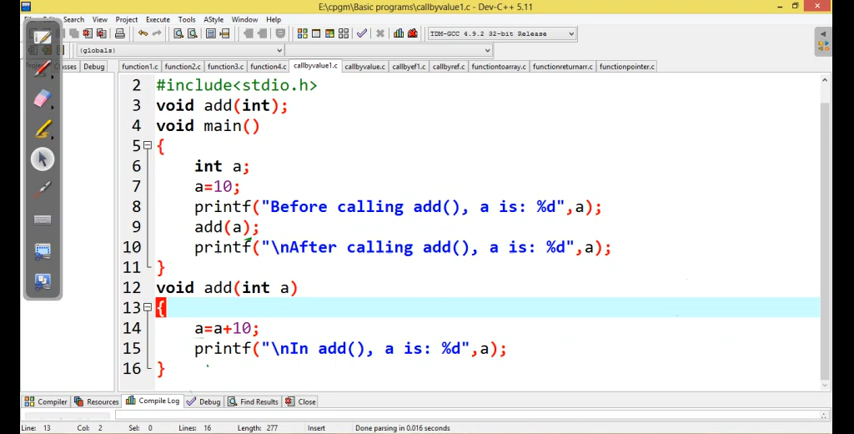 E:\cpgm\Basic programs\callbyvalue1.c - Dev-C++ 5.11
Search View Project Execute Tools AStyle Window Help
TDM-GCC 4.9.2 32-bit Release
(globals)
Classes Debug function1.c function2.c function3.c function4.c callbyvalue1.c callbyvalue.c callbyef1.c callbyref.c functiontoarray.c functionreturnarr.c functionpointer.c
2 #include<stdio.h>
3 void add(int);
4 void main()
5 {
6 int a;
7 a=10;
8 printf("Before calling add(), a is: %d",a);
9 add(a);
10 printf("\nAfter calling add(), a is: %d",a);
11 }
12 void add(int a)
13 {
14 a=a+10;
15 printf("\nIn add(), a is: %d",a);
16 }
Compiler Resources Compile Log Debug Find Results Close
Line: 13 Col: 2 Sel: 0 Lines: 16 Length: 277 Insert Done parsing in 0.016 seconds